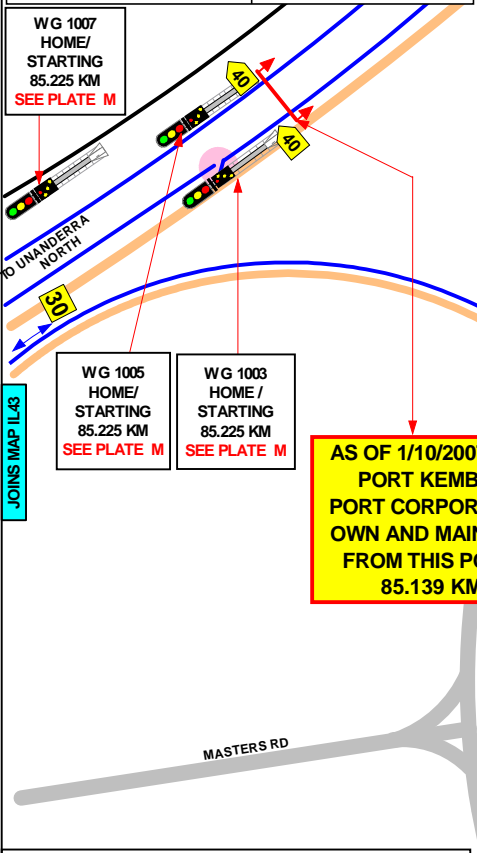 WG 1007
HOME/
STARTING
85.225 KM
SEE PLATE M
40
40
TO UNANDERRA
NORTH
30
JOINS MAP IL43
WG 1005
HOME/
STARTING
85.225 KM
SEE PLATE M
WG 1003
HOME /
STARTING
85.225 KM
SEE PLATE M
AS OF 1/10/200
PORT KEMB
PORT CORPOR
OWN AND MAIN
FROM THIS PO
85.139 KM
MASTERS RD